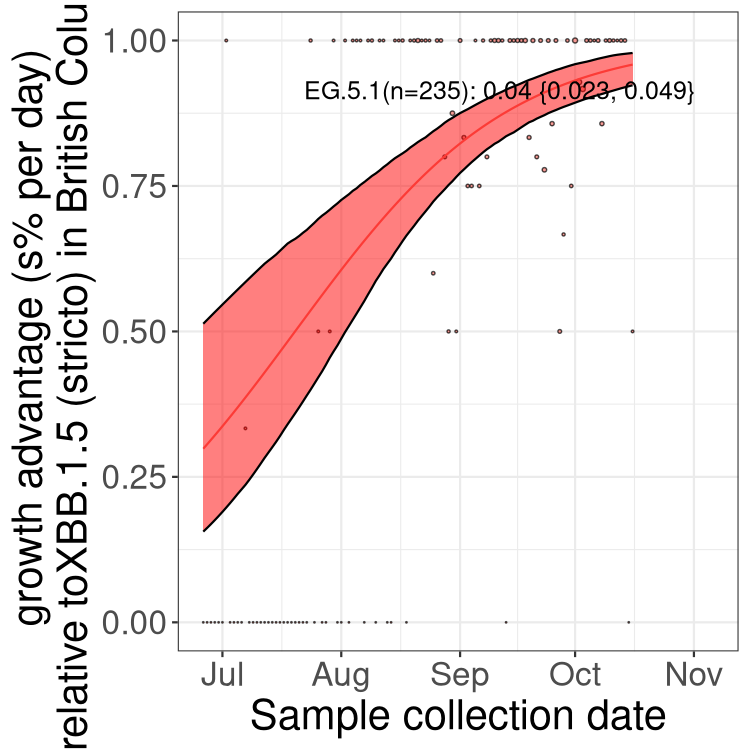 growth advantage (s% per day)
relative toXBB.1.5 (stricto) in British Colu
1.00
0.75
0.50
0.25
0.00
EG.5.1(n=235): 0.04 {0.023, 0.049}
Jul Aug Sep Oct Nov
Sample collection date